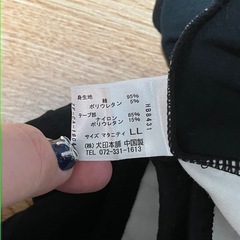 身生地
綿 95%
ポリウレタン 5%
テープ部
ナイロン 85%
ポリウレタン 15%
サイズ マタニティ LL
(株)犬印本舗 中国製
TEL 072-331-1613
HB8431